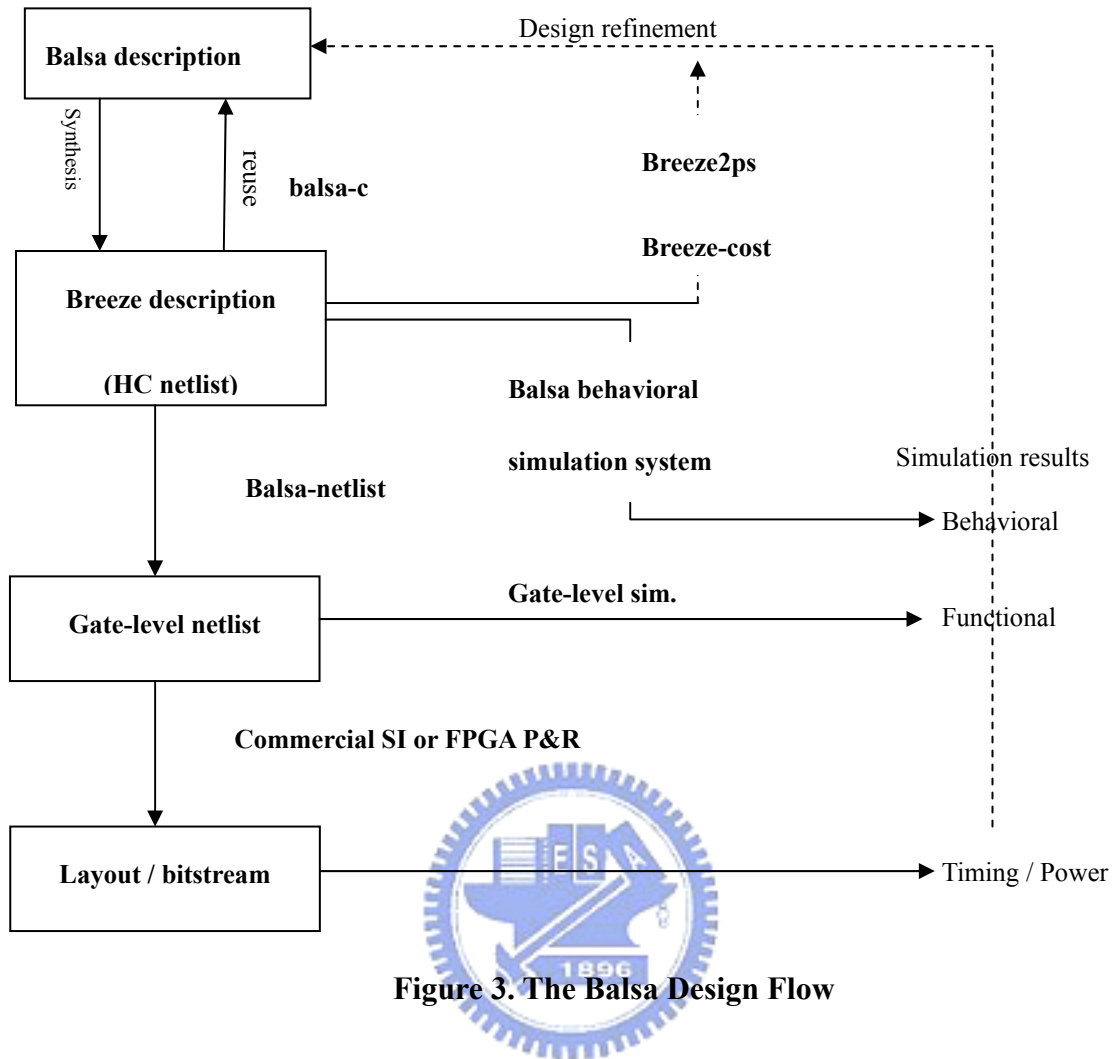 Design refinement
Balsa description
Synthesis
reuse
balsa-c
Breeze2ps
Breeze-cost
Breeze description
(HC netlist)
Balsa behavioral
simulation system
Simulation results
Balsa-netlist
Behavioral
Gate-level sim.
Gate-level netlist
Functional
Commercial SI or FPGA P&R
E S A
Layout / bitstream
Timing / Power
1896
Figure 3. The Balsa Design Flow